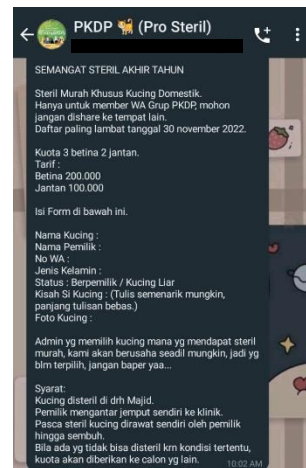 PKDP 🐈 (Pro Steril)
SEMANGAT STERIL AKHIR TAHUN
Steril Murah Khusus Kucing Domestik.
Hanya untuk member WA Grup PKDP, mohon
jangan dishare ke tempat lain.
Daftar paling lambat tanggal 30 november 2022.
Kuota 3 betina 2 jantan.
Tarif :
Betina 200.000
Jantan 100.000
Isi Form di bawah ini.
Nama Kucing :
Nama Pemilik :
No WA :
Jenis Kelamin :
Status : Berpemilik / Kucing Liar
Kisah Si Kucing : (Tulis semenarik mungkin,
panjang tulisan bebas.)
Foto Kucing :
Admin yg memilih kucing mana yg mendapat steril
murah, kami akan berusaha seadil mungkin, jadi yg
blm terpilih, jangan baper yaa...
Syarat:
Kucing disteril di drh Majid.
Pemilik mengantar jemput sendiri ke klinik.
Pasca steril kucing dirawat sendiri oleh pemilik
hingga sembuh.
Bila ada yg tidak bisa disteril krn kondisi tertentu,
kuota akan diberikan ke calon yg lain.
10:02 AM